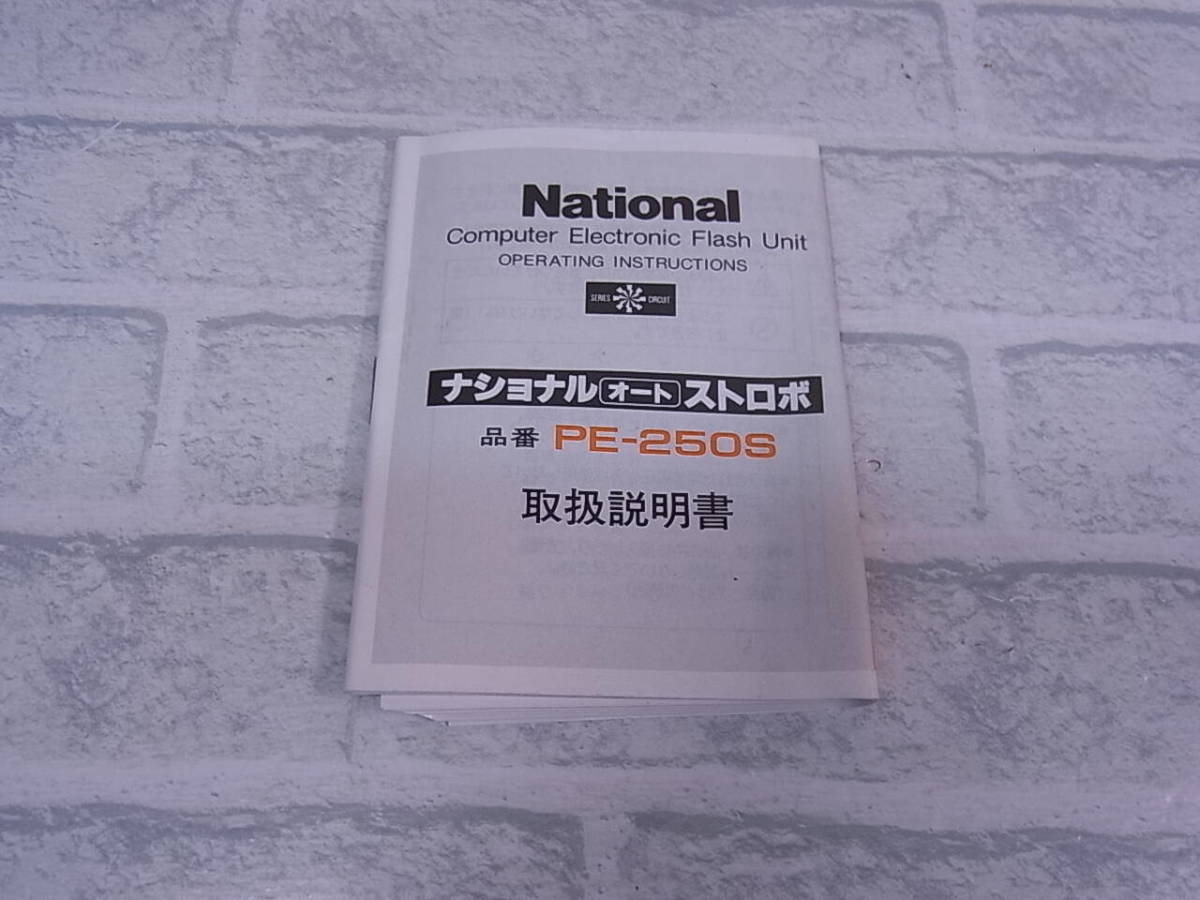 National
Computer Electronic Flash Unit
OPERATING INSTRUCTIONS
SERIES CIRCUIT
ナショナルオートストロボ
品番 PE-250S
取扱説明書